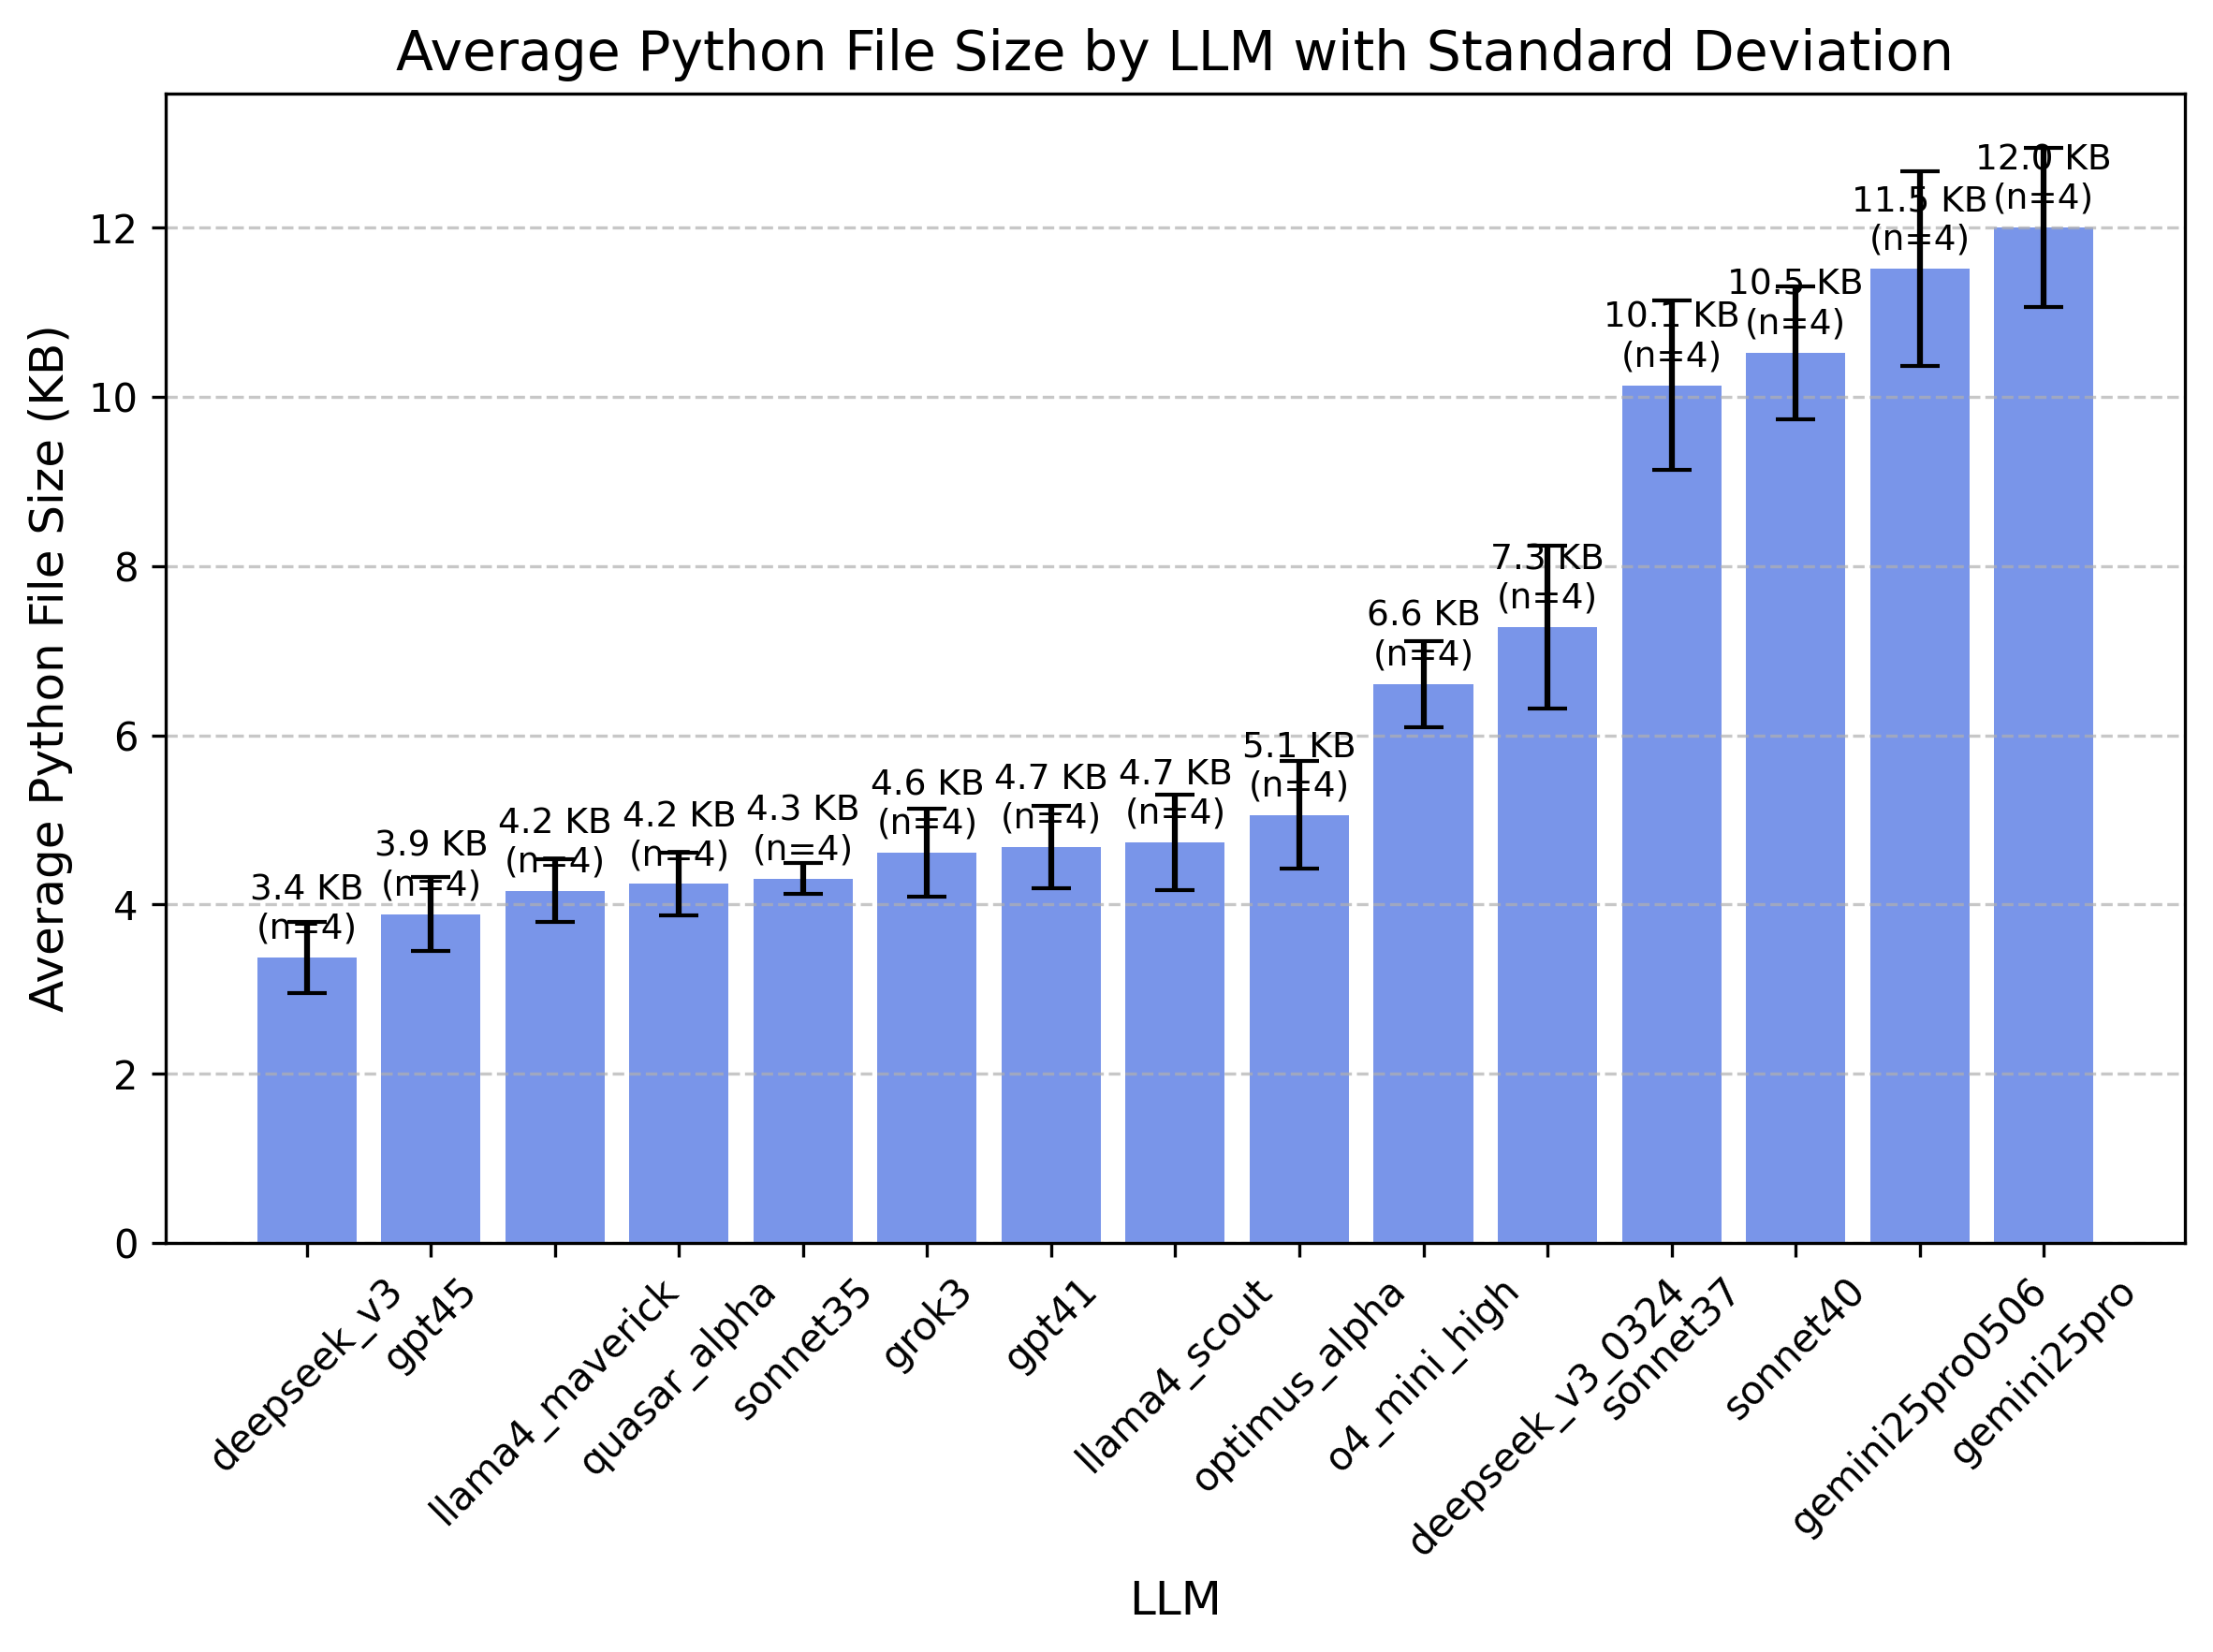 Average Python File Size by LLM with Standard Deviation
Average Python File Size (KB)
12
10
8
6
4
2
0
3.4 KB
(n=4)
3.9 KB
(n=4)
4.2 KB
(n=4)
4.2 KB
(n=4)
4.3 KB
(n=4)
4.6 KB
(n=4)
4.7 KB
(n=4)
4.7 KB
(n=4)
5.1 KB
(n=4)
6.6 KB
(n=4)
7.3 KB
(n=4)
10.1 KB
(n=4)
10.5 KB
(n=4)
11.5 KB
(n=4)
12.0 KB
(n=4)
deepseek_v3
gpt45
llama4_maverick
quasar_alpha
sonnet35
grok3
gpt41
llama4_scout
optimus_alpha
o4_mini_high
deepseek_v3_0324
sonnet37
sonnet40
gemini25pro0506
gemini25pro
LLM